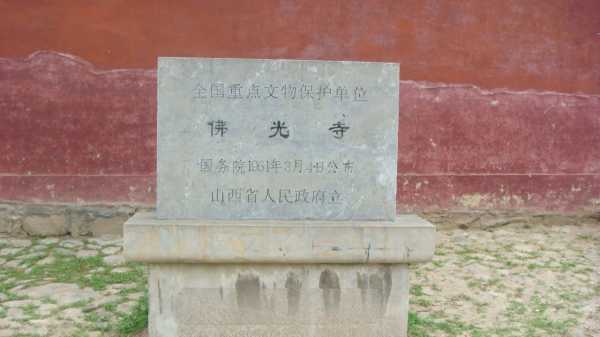 全国重点文物保护单位
佛光寺
国务院1961年3月4日公布
山西省人民政府立